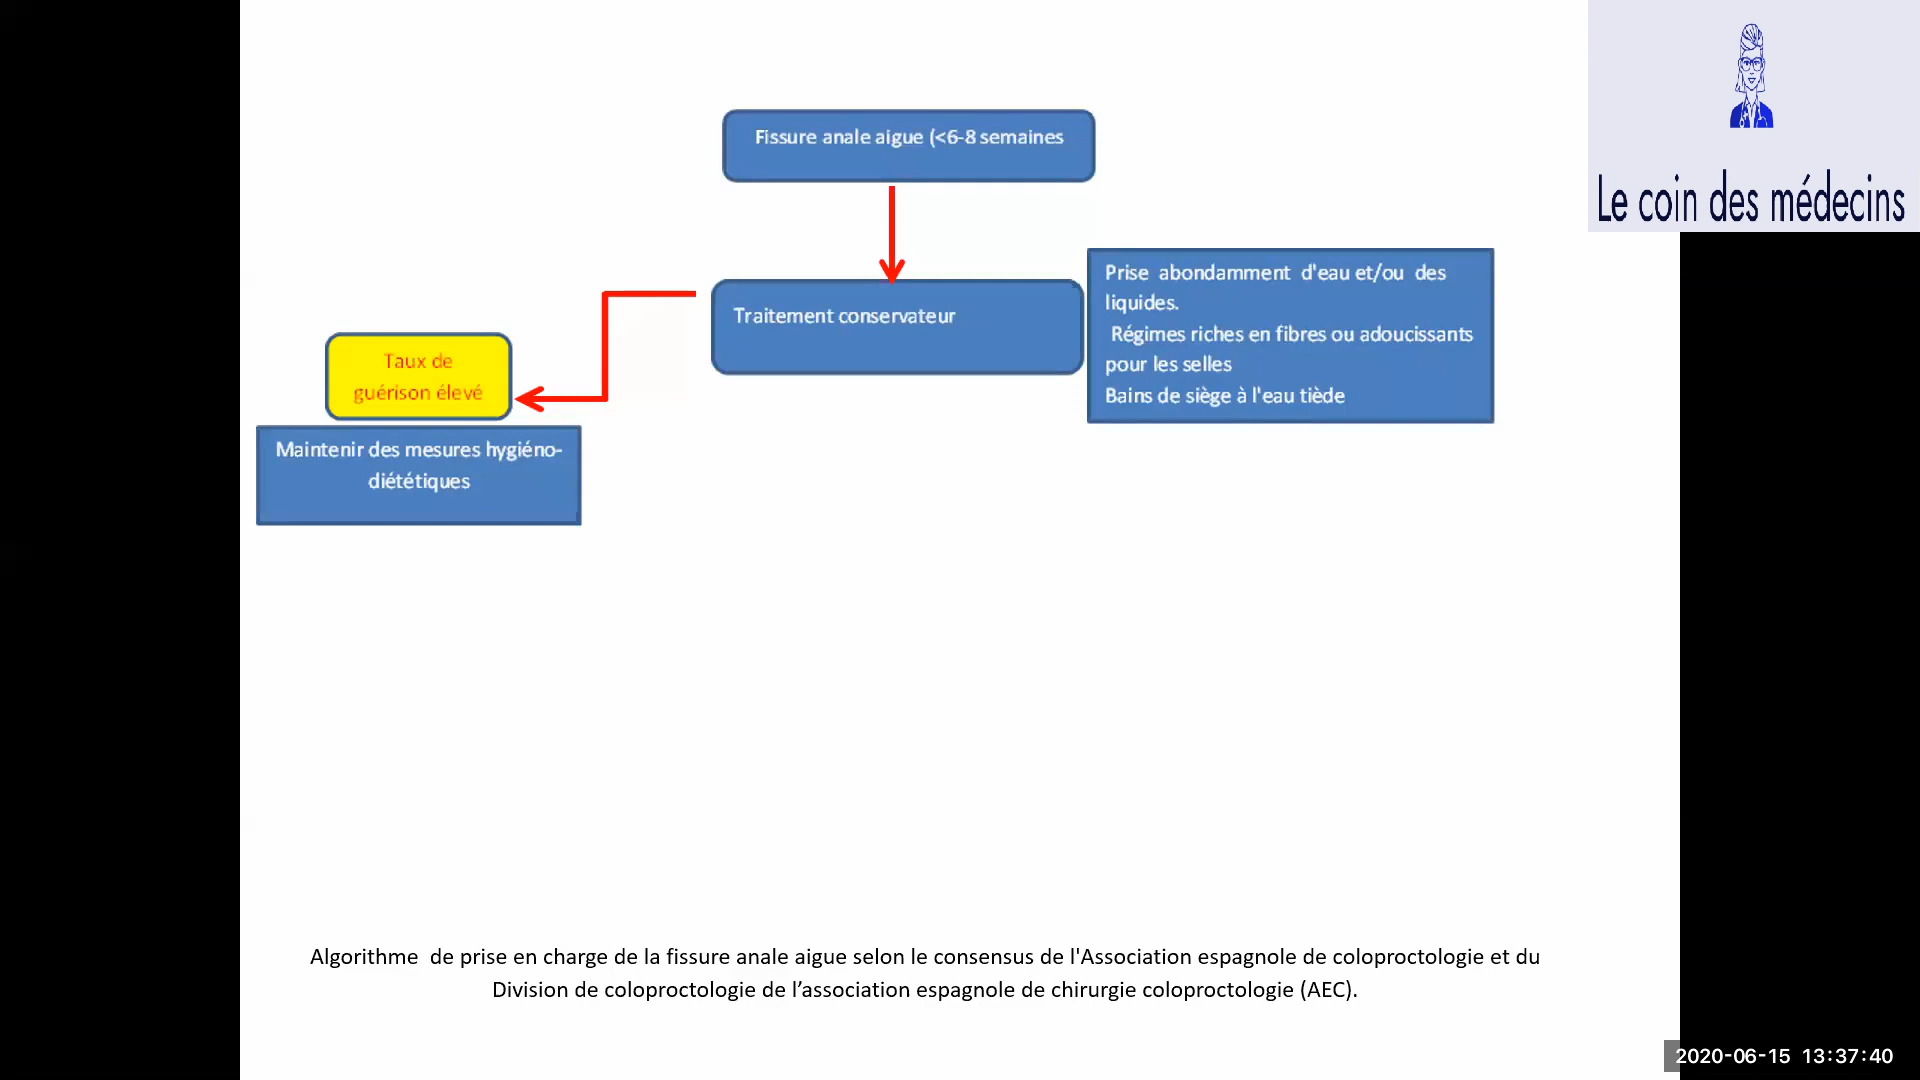 Le coin des médecins
Fissure anale aigue (<6-8 semaines
Traitement conservateur
Prise abondamment d'eau et/ou des
liquides.
Régimes riches en fibres ou adoucissants
pour les selles
Bains de siège à l'eau tiède
Taux de
guérison élevé
Maintenir des mesures hygiéno-
diététiques
Algorithme de prise en charge de la fissure anale aigue selon le consensus de l'Association espagnole de coloproctologie et du
Division de coloproctologie de l’association espagnole de chirurgie coloproctologie (AEC).
2020-06-15 13:37:40